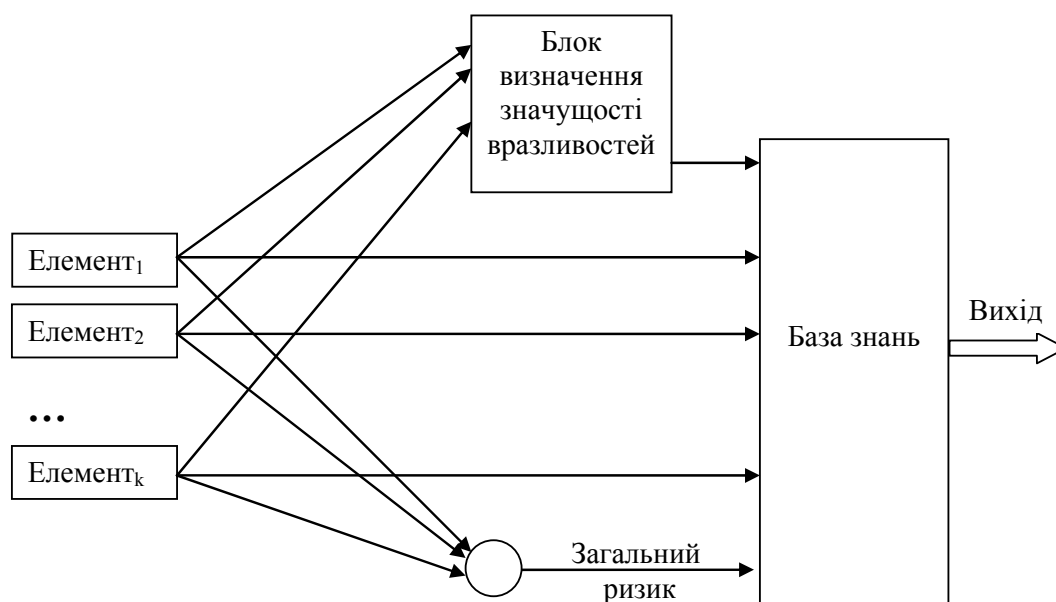 Блок
визначення
значущості
вразливостей
Елемент₁
Елемент₂
...
Елементₖ
База знань
Вихід
Загальний
ризик